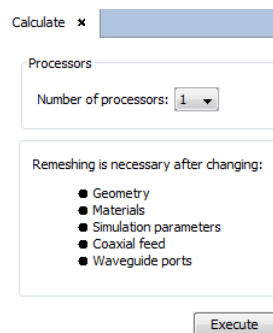 Calculate ×
Processors
Number of processors: 1
Remeshing is necessary after changing:
● Geometry
● Materials
● Simulation parameters
● Coaxial feed
● Waveguide ports
Execute